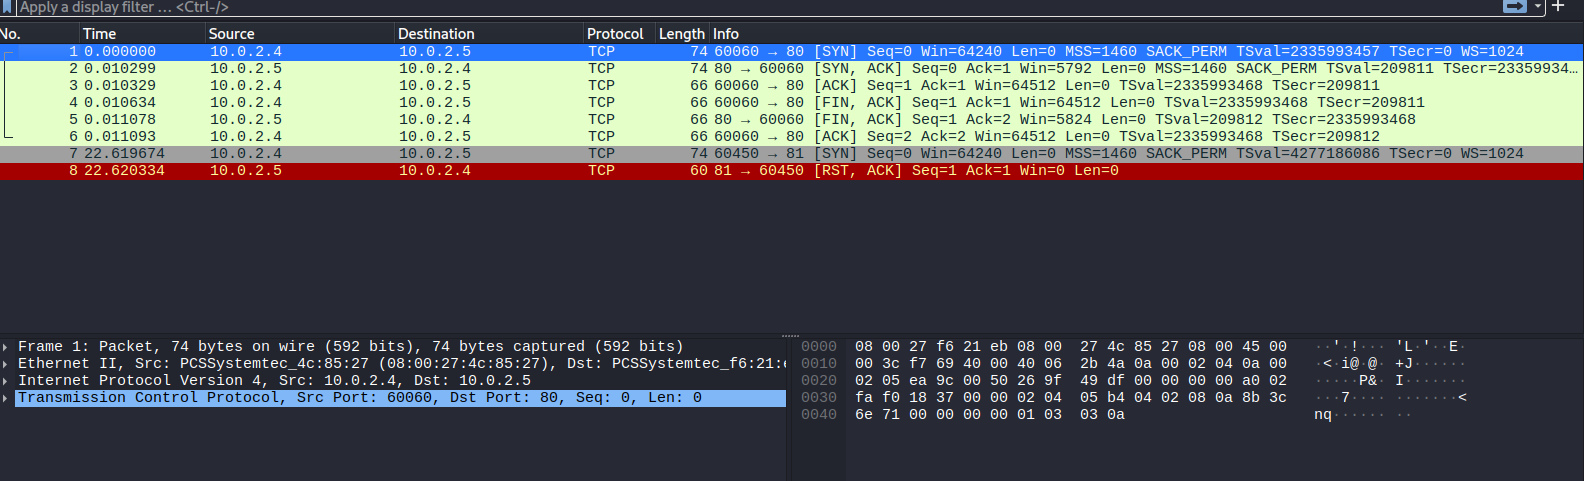 Apply a display filter … <Ctrl-/>
No. Time Source Destination Protocol Length Info
1 0.000000 10.0.2.4 10.0.2.5 TCP 74 60060 → 80 [SYN] Seq=0 Win=64240 Len=0 MSS=1460 SACK_PERM TSval=2335993457 TSecr=0 WS=1024
2 0.010299 10.0.2.5 10.0.2.4 TCP 74 80 → 60060 [SYN, ACK] Seq=0 Ack=1 Win=5792 Len=0 MSS=1460 SACK_PERM TSval=209811 TSecr=23359934…
3 0.010329 10.0.2.4 10.0.2.5 TCP 66 60060 → 80 [ACK] Seq=1 Ack=1 Win=64512 Len=0 TSval=2335993468 TSecr=209811
4 0.010634 10.0.2.4 10.0.2.5 TCP 66 60060 → 80 [FIN, ACK] Seq=1 Ack=1 Win=64512 Len=0 TSval=2335993468 TSecr=209811
5 0.011078 10.0.2.5 10.0.2.4 TCP 66 80 → 60060 [FIN, ACK] Seq=1 Ack=2 Win=5824 Len=0 TSval=209812 TSecr=2335993468
6 0.011093 10.0.2.4 10.0.2.5 TCP 66 60060 → 80 [ACK] Seq=2 Ack=2 Win=64512 Len=0 TSval=2335993468 TSecr=209812
7 22.619674 10.0.2.4 10.0.2.5 TCP 74 60450 → 81 [SYN] Seq=0 Win=64240 Len=0 MSS=1460 SACK_PERM TSval=4277186086 TSecr=0 WS=1024
8 22.620334 10.0.2.5 10.0.2.4 TCP 60 81 → 60450 [RST, ACK] Seq=1 Ack=1 Win=0 Len=0
Frame 1: Packet, 74 bytes on wire (592 bits), 74 bytes captured (592 bits)
Ethernet II, Src: PCSSystemtec_4c:85:27 (08:00:27:4c:85:27), Dst: PCSSystemtec_f6:21:e
Internet Protocol Version 4, Src: 10.0.2.4, Dst: 10.0.2.5
Transmission Control Protocol, Src Port: 60060, Dst Port: 80, Seq: 0, Len: 0
0000 08 00 27 f6 21 eb 08 00 27 4c 85 27 08 00 45 00 ··'·!··· 'L·'··E·
0010 00 3c f7 69 40 00 40 06 2b 4a 0a 00 02 04 0a 00 ·<·i@·@· +J······
0020 02 05 ea 9c 00 50 26 9f 49 df 00 00 00 00 a0 02 ·····P&· I·······
0030 fa f0 18 37 00 00 02 04 05 b4 04 02 08 0a 8b 3c ···7···· ·······<
0040 6e 71 00 00 00 00 01 03 03 0a nq······ ··